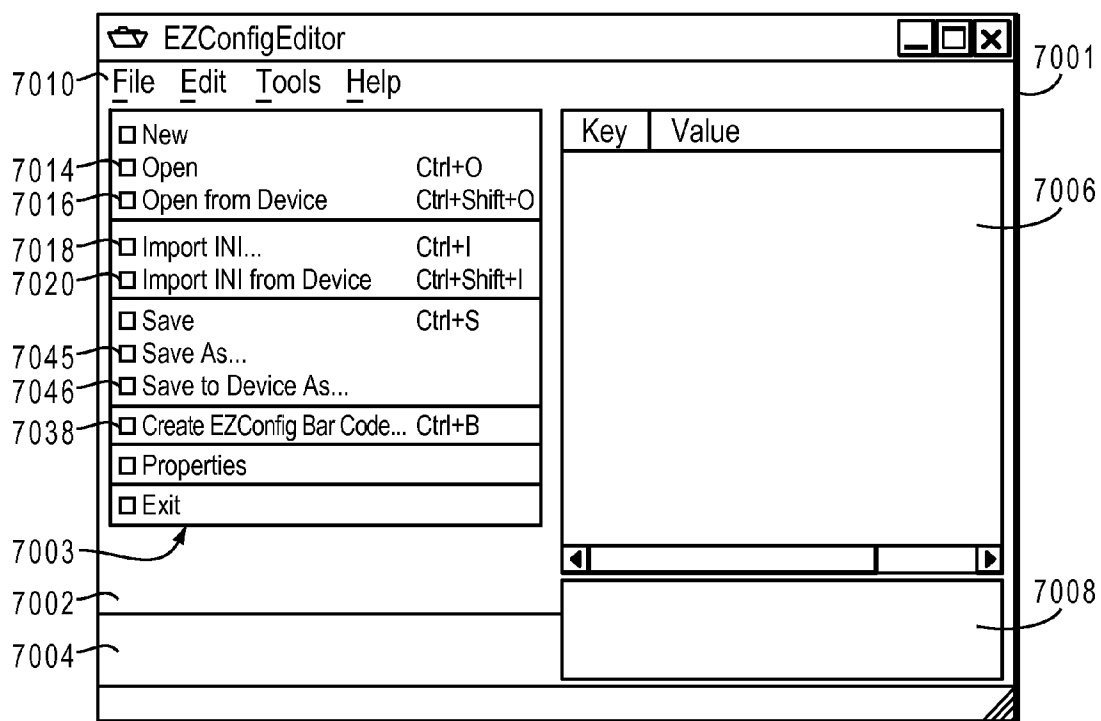 EZConfigEditor
7001
7010 File Edit Tools Help
New
Key Value
7014 Open Ctrl+O
7016 Open from Device Ctrl+Shift+O
7006
7018 Import INI... Ctrl+I
7020 Import INI from Device Ctrl+Shift+I
Save Ctrl+S
7045 Save As...
7046 Save to Device As...
7038 Create EZConfig Bar Code... Ctrl+B
Properties
Exit
7003
7002
7008
7004